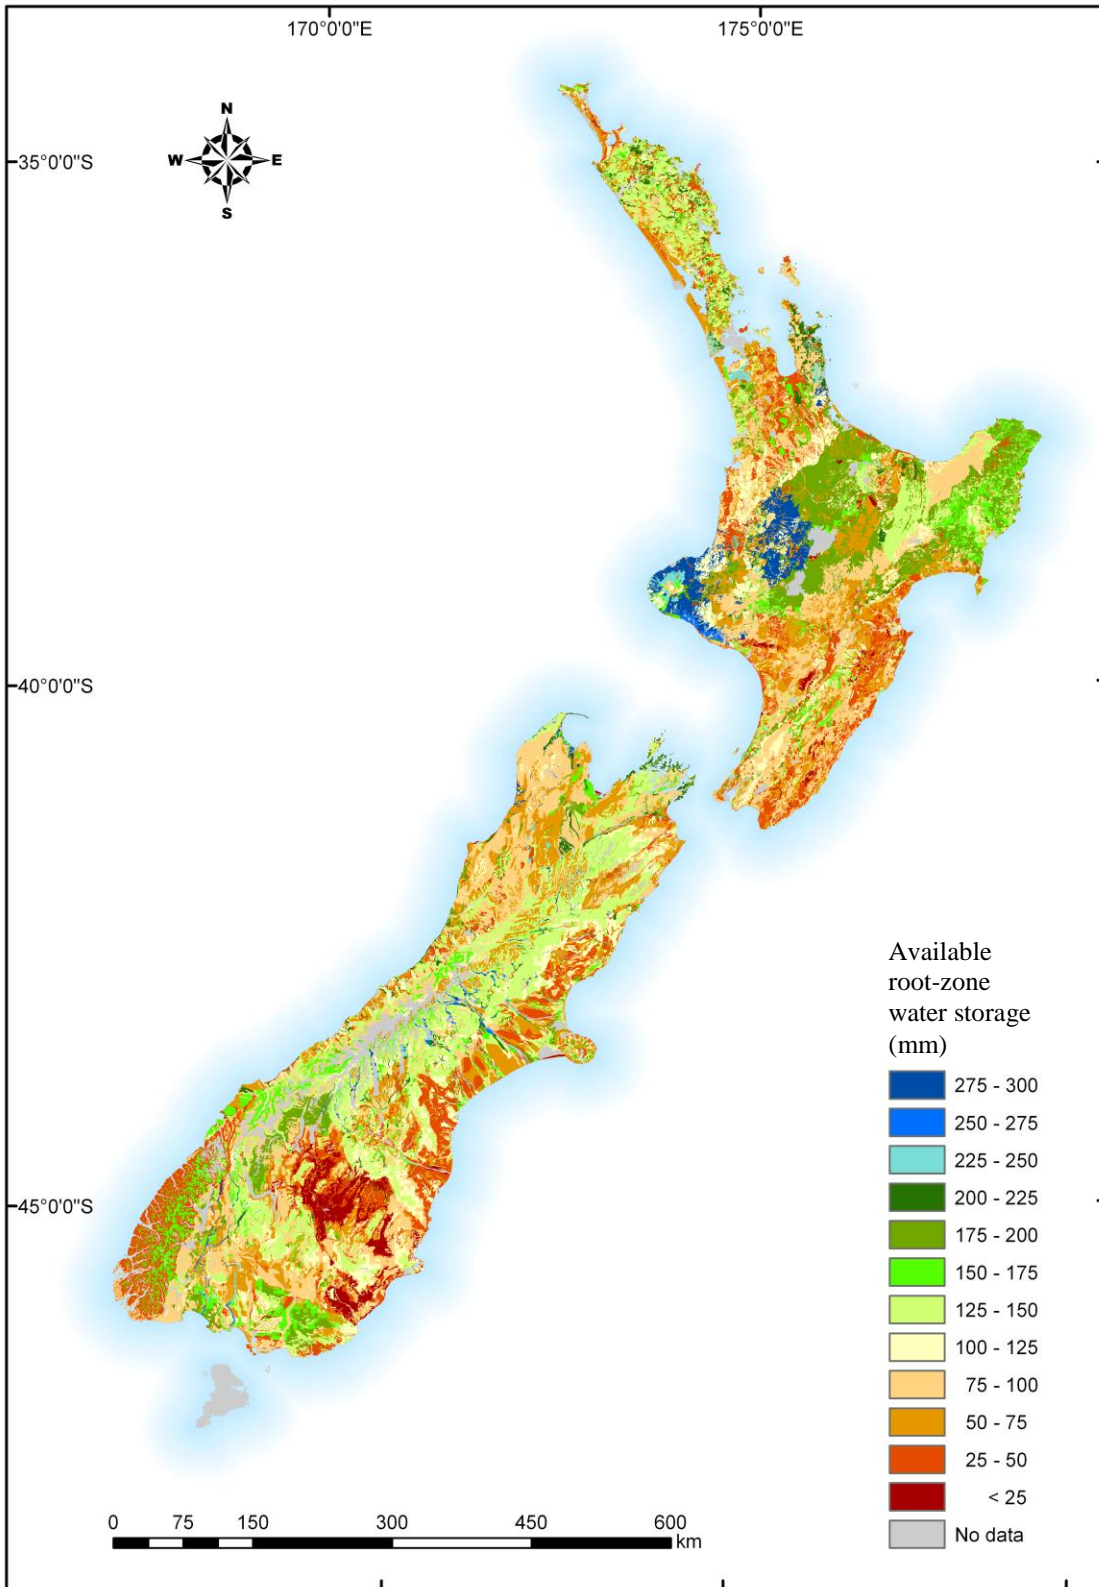 170°0'0"E
175°0'0"E
N
W
E
S
35°0'0"S
40°0'0"S
45°0'0"S
Available
root-zone
water storage
(mm)
275 - 300
250 - 275
225 - 250
200 - 225
175 - 200
150 - 175
125 - 150
100 - 125
75 - 100
50 - 75
25 - 50
< 25
No data
0 75 150 300 450 600
km